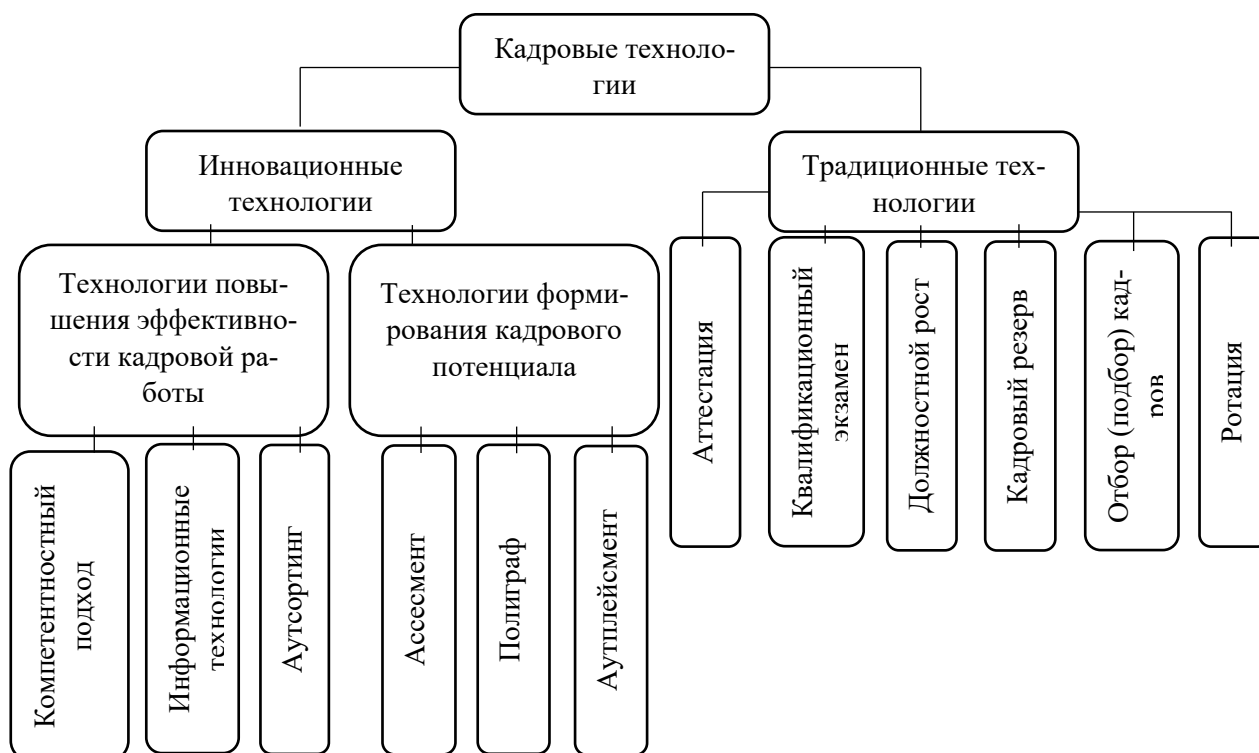 Кадровые техноло-
гии
Инновационные
технологии
Традиционные тех-
нологии
Технологии повы-
шения эффективно-
сти кадровой ра-
боты
Технологии форми-
рования кадрового
потенциала
Аттестация
Квалификационный
экзамен
Должностной рост
Кадровый резерв
Отбор (подбор) кад-
ров
Ротация
Компетентностный
подход
Информационные
технологии
Аутсортинг
Ассесмент
Полиграф
Аутплейсмент